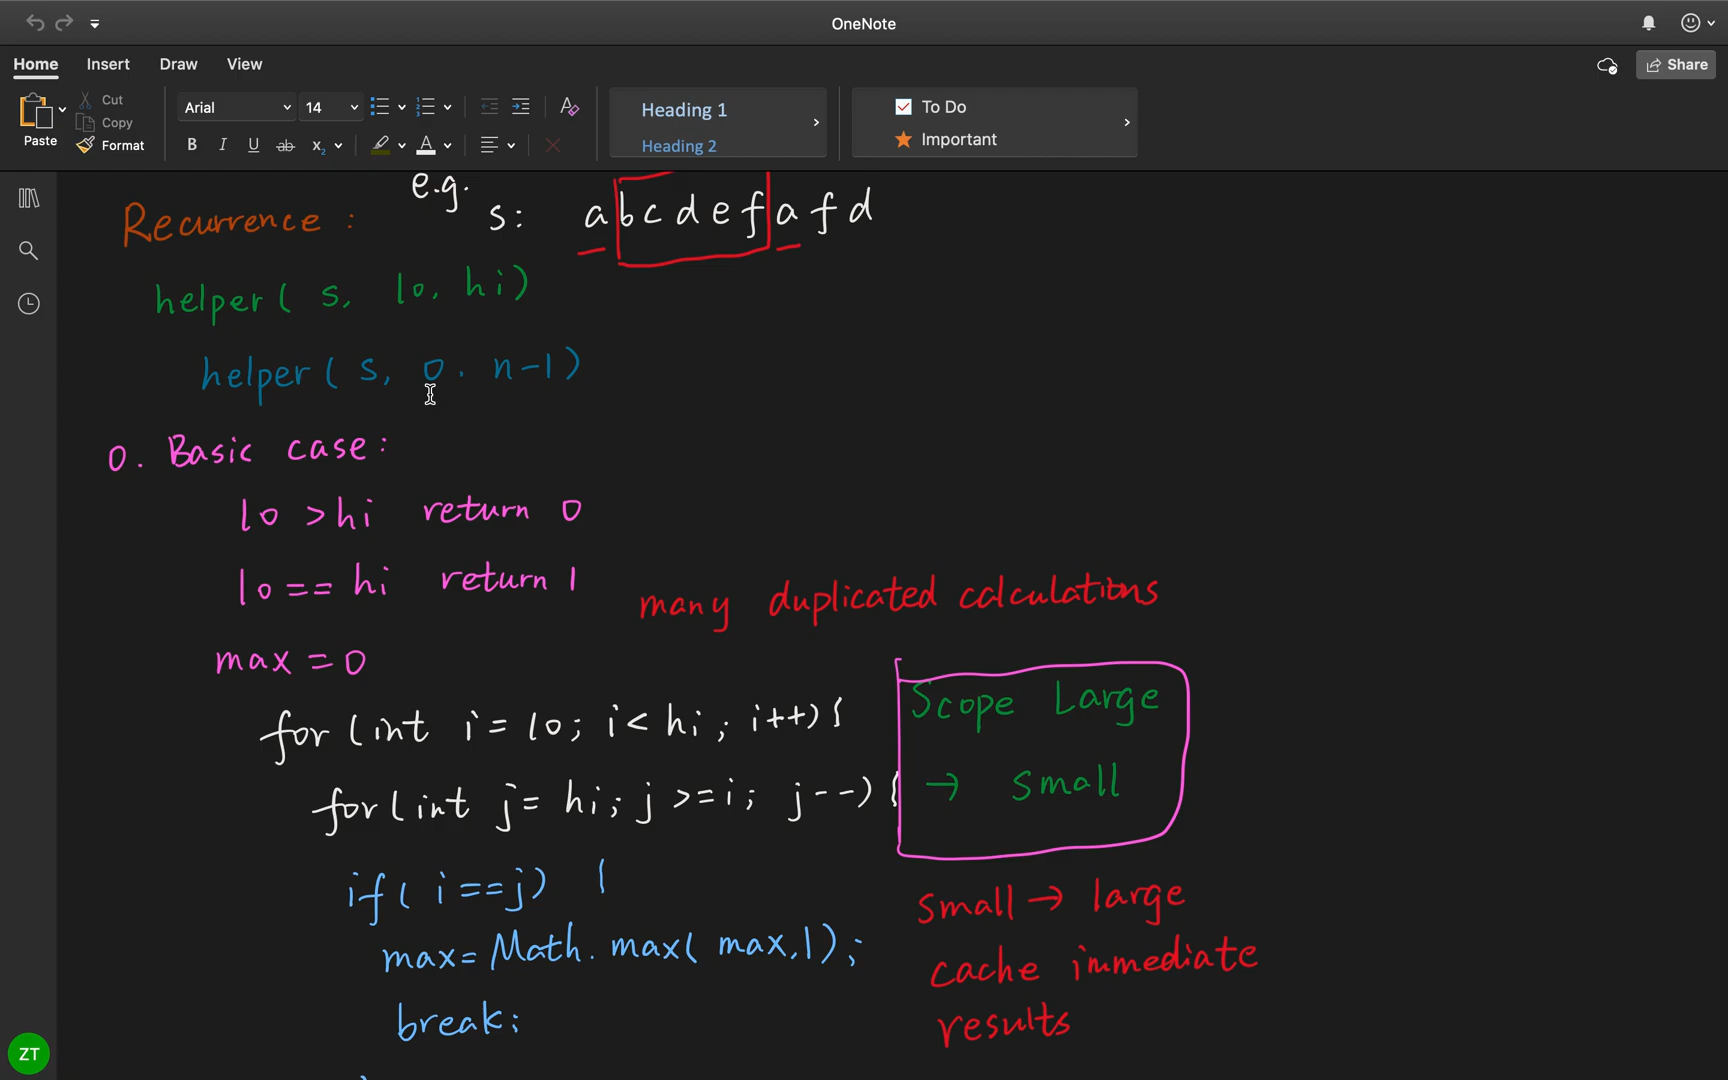 OneNote
Home Insert Draw View
Share
Paste
Cut
Copy
Format
Arial 14
B I U ab x₂ A
Heading 1
Heading 2
To Do
Important
e.g.
Recurrence : s: a b c d e f a f d
helper( s, lo, hi)
helper( s, 0, n-1)
0. Basic case:
lo >hi return 0
lo == hi return 1
many duplicated calculations
max = 0
Scope Large
for (int i = lo; i < hi ; i++) {
→ small
for( int j = hi; j >= i; j--) {
if( i ==j) {
small → large
max= Math. max( max,1);
cache immediate
break;
results
ZT